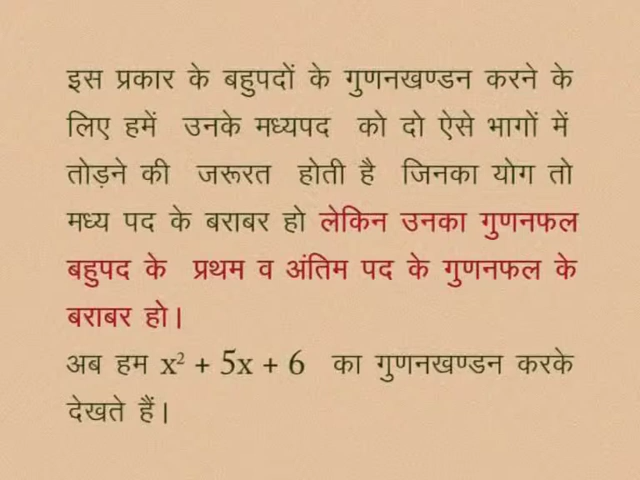 इस प्रकार के बहुपदों के गुणनखण्डन करने के
लिए हमें उनके मध्यपद को दो ऐसे भागों में
तोड़ने की जरूरत होती है जिनका योग तो
मध्य पद के बराबर हो लेकिन उनका गुणनफल
बहुपद के प्रथम व अंतिम पद के गुणनफल के
बराबर हो।
अब हम x² + 5x + 6 का गुणनखण्डन करके
देखते हैं।